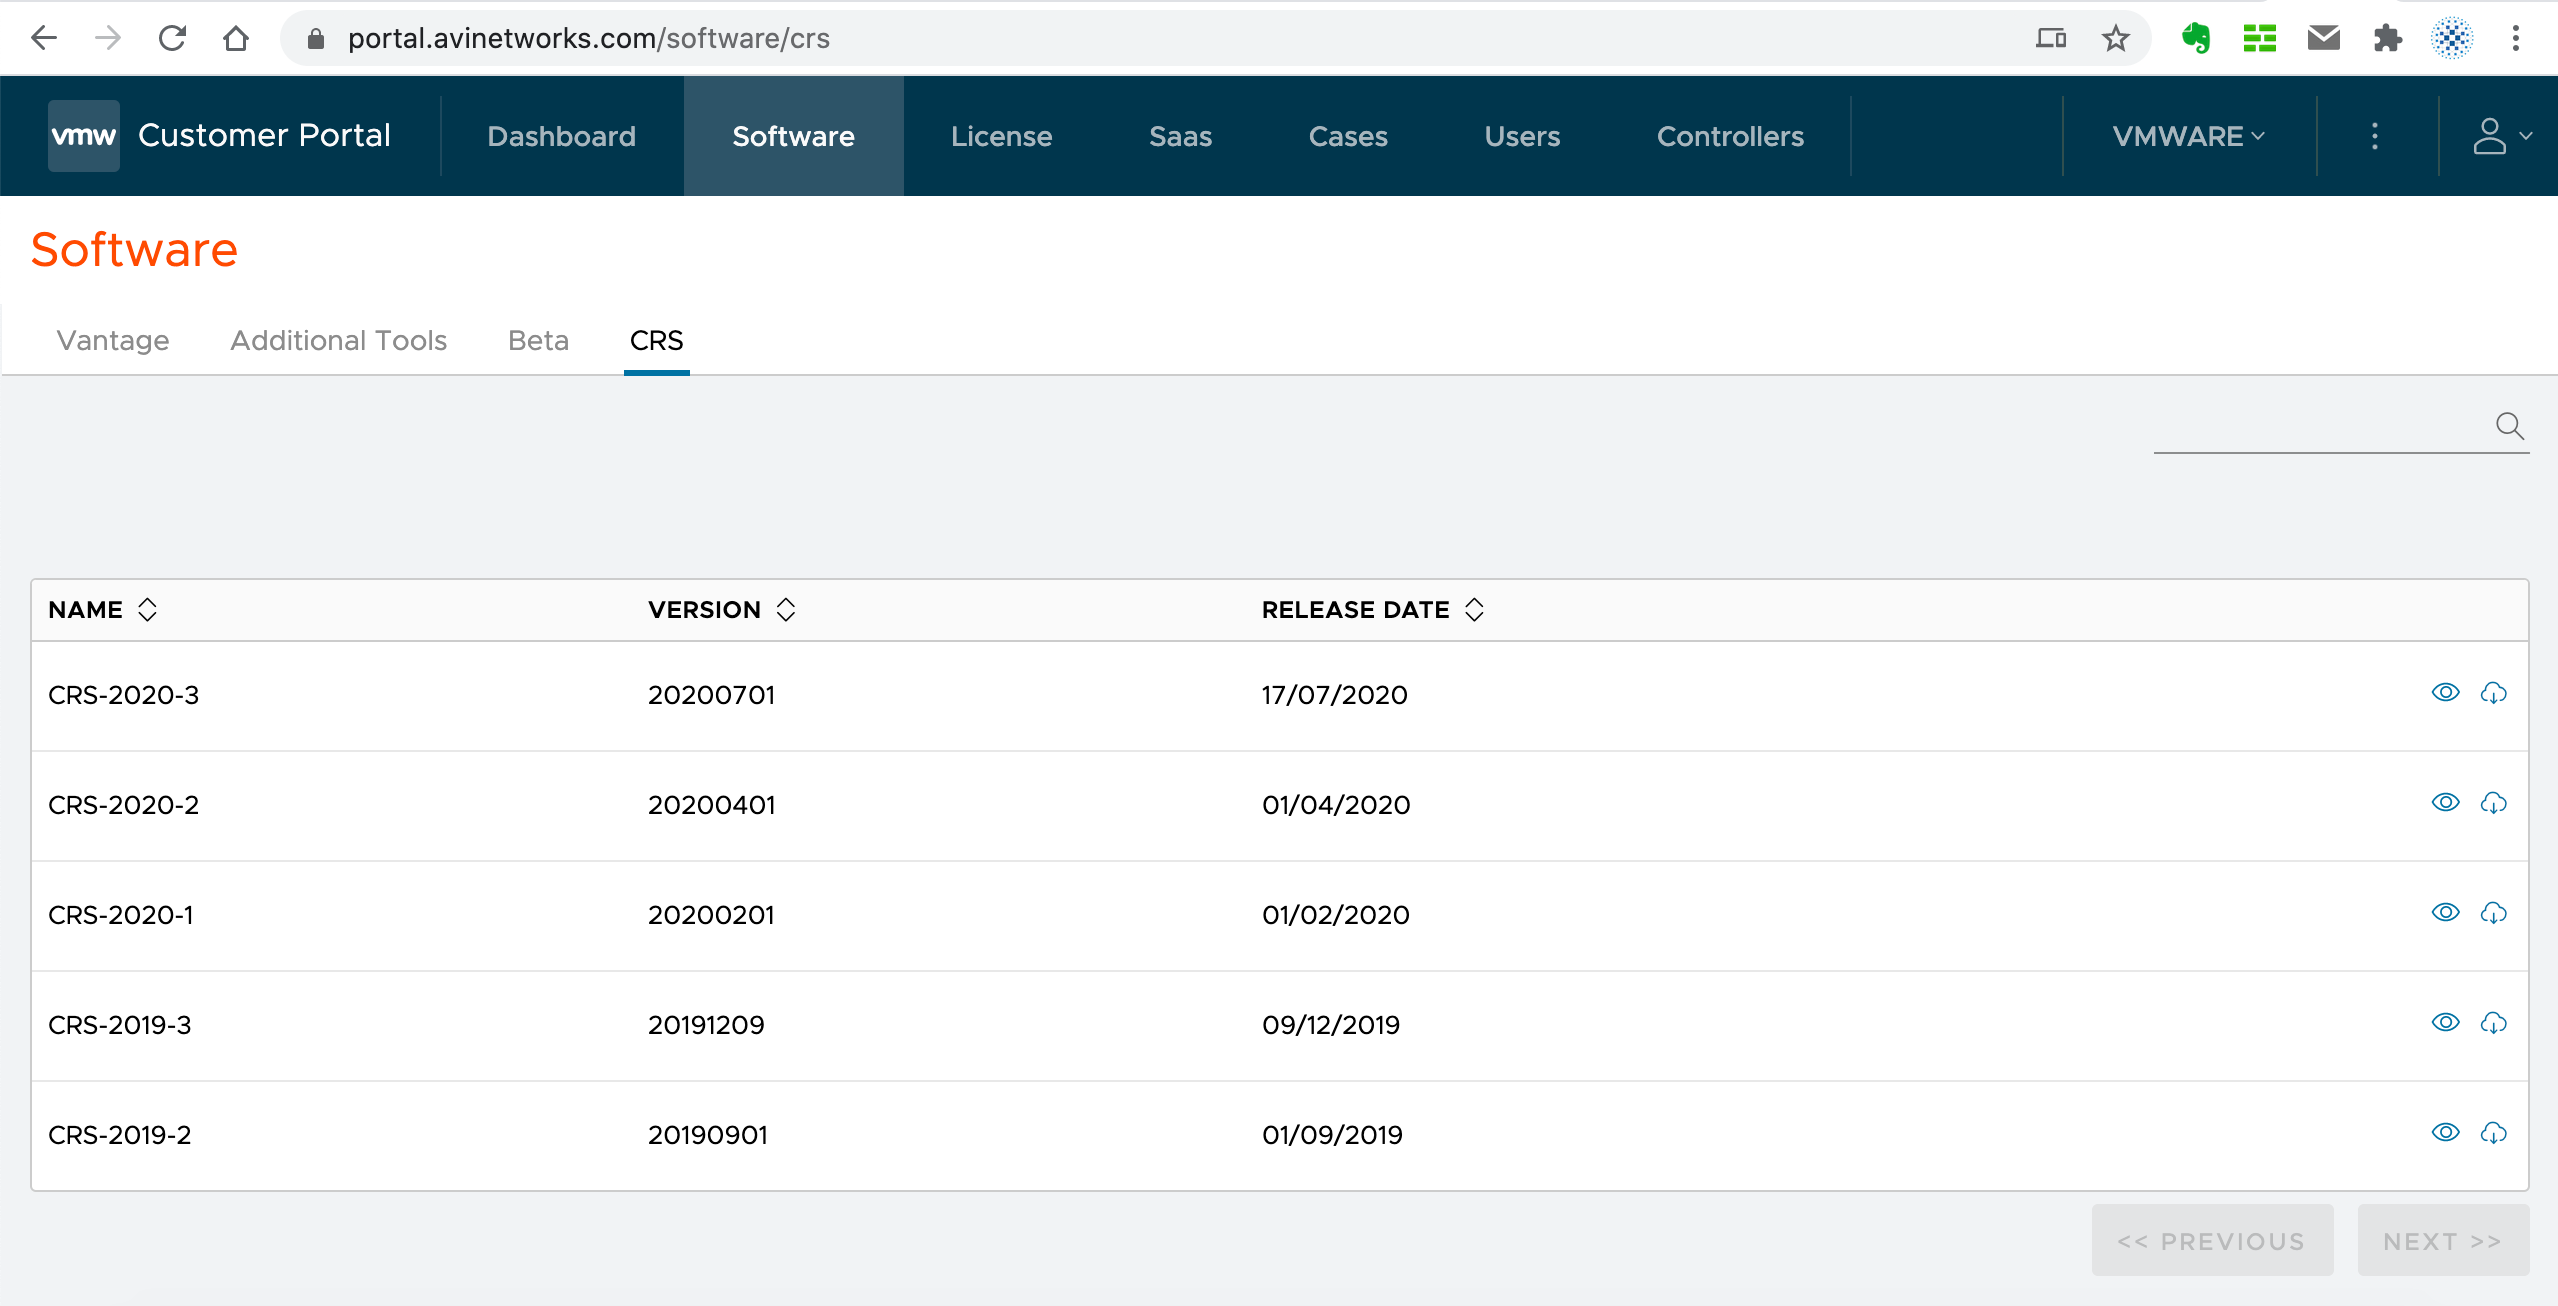 portal.avinetworks.com/software/crs
vmw Customer Portal Dashboard Software License Saas Cases Users Controllers VMWARE
Software
Vantage Additional Tools Beta CRS
NAME VERSION RELEASE DATE
CRS-2020-3 20200701 17/07/2020
CRS-2020-2 20200401 01/04/2020
CRS-2020-1 20200201 01/02/2020
CRS-2019-3 20191209 09/12/2019
CRS-2019-2 20190901 01/09/2019
<< PREVIOUS NEXT >>